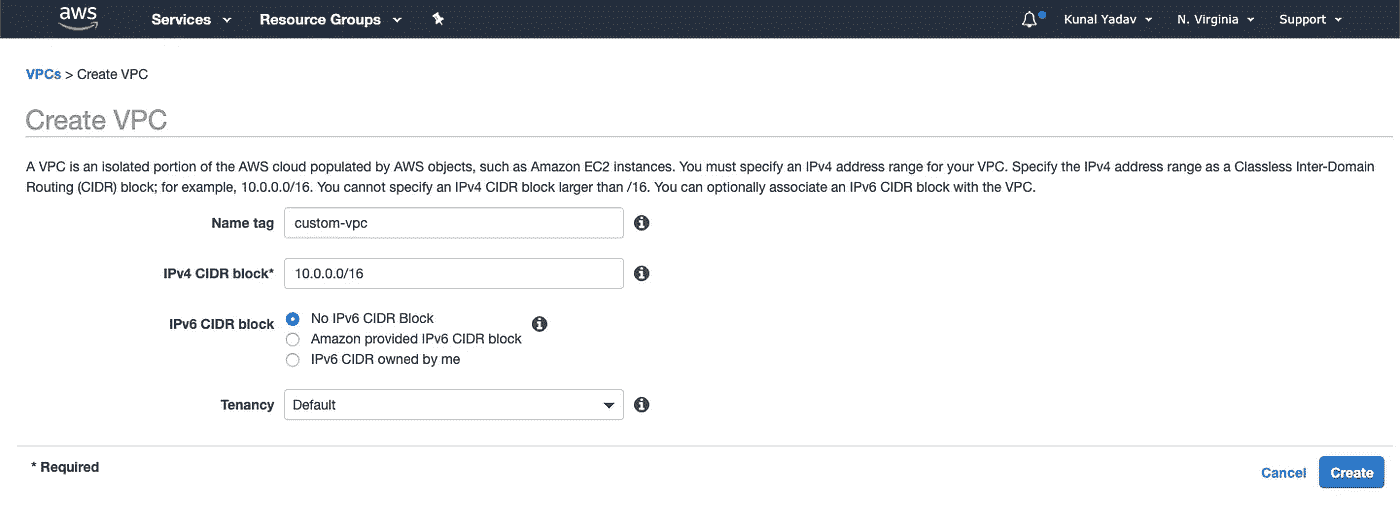 aws Services Resource Groups Kunal Yadav N. Virginia Support
VPCs > Create VPC
Create VPC
A VPC is an isolated portion of the AWS cloud populated by AWS objects, such as Amazon EC2 instances. You must specify an IPv4 address range for your VPC. Specify the IPv4 address range as a Classless Inter-Domain
Routing (CIDR) block; for example, 10.0.0.0/16. You cannot specify an IPv4 CIDR block larger than /16. You can optionally associate an IPv6 CIDR block with the VPC.
Name tag custom-vpc
IPv4 CIDR block* 10.0.0.0/16
IPv6 CIDR block No IPv6 CIDR Block
Amazon provided IPv6 CIDR block
IPv6 CIDR owned by me
Tenancy Default
* Required
Cancel Create